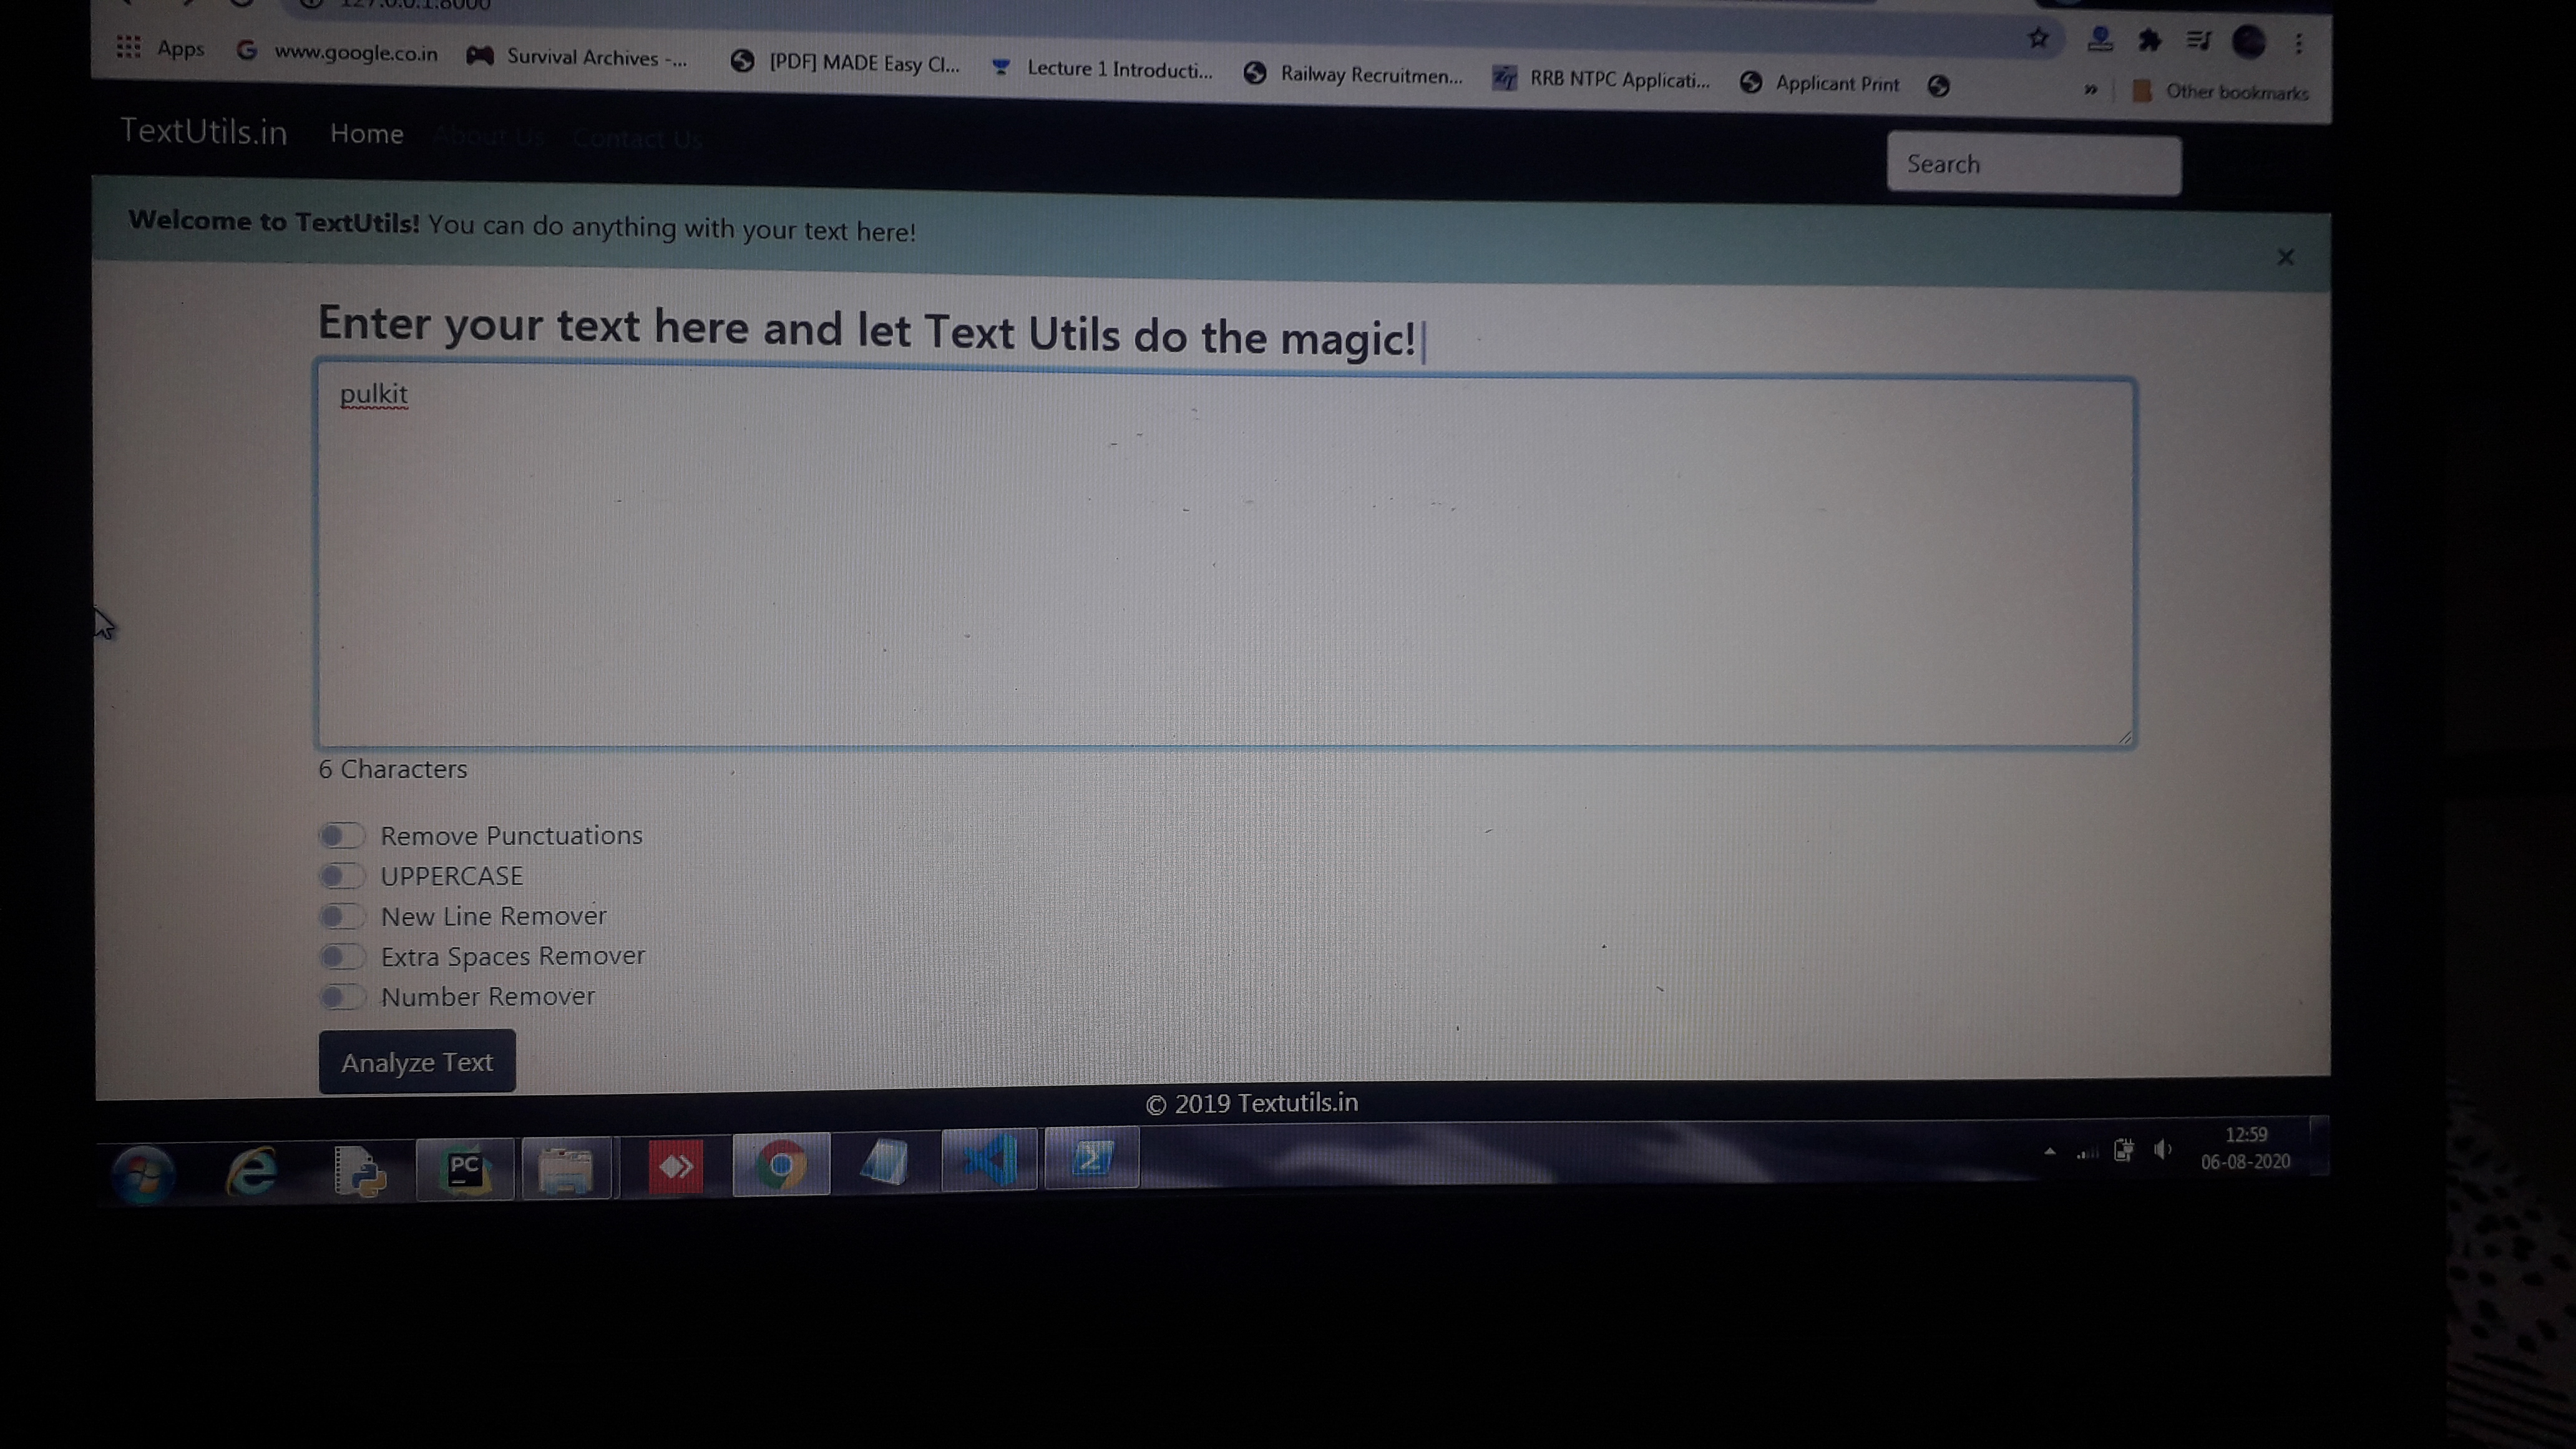 127.0.0.1:8000
Apps www.google.co.in Survival Archives -... [PDF] MADE Easy Cl... Lecture 1 Introducti... Railway Recruitmen... RRB NTPC Applicati... Applicant Print » Other bookmarks
TextUtils.in Home About Us Contact Us Search
Welcome to TextUtils! You can do anything with your text here! ×
Enter your text here and let Text Utils do the magic!
pulkit
6 Characters
Remove Punctuations
UPPERCASE
New Line Remover
Extra Spaces Remover
Number Remover
Analyze Text
© 2019 Textutils.in
PC
12:59
06-08-2020